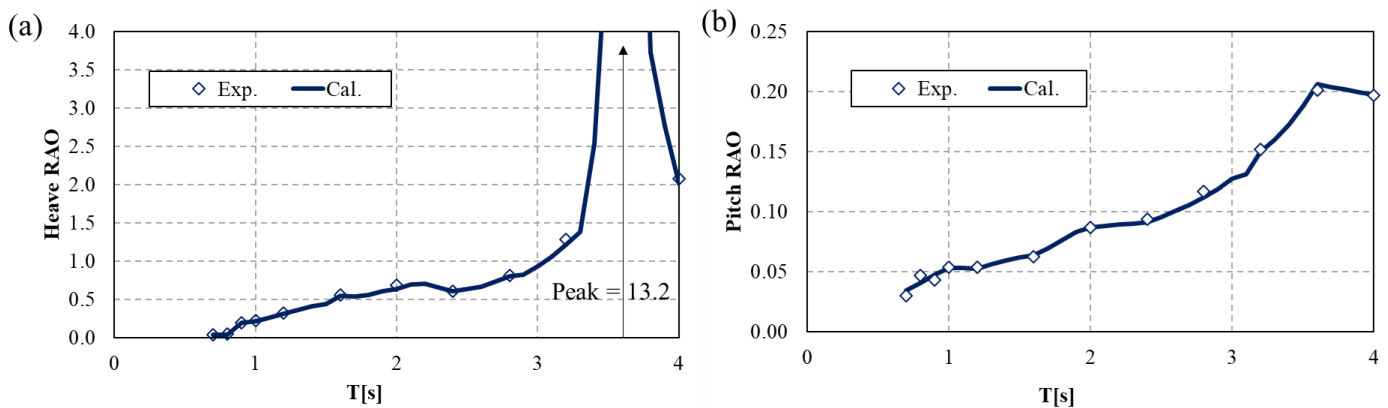 (a)
Heave RAO
4.0
3.5
3.0
2.5
2.0
1.5
1.0
0.5
0.0
Exp. Cal.
Peak = 13.2
0 1 2 3 4
T[s]
(b)
Pitch RAO
0.25
0.20
0.15
0.10
0.05
0.00
Exp. Cal.
0 1 2 3 4
T[s]